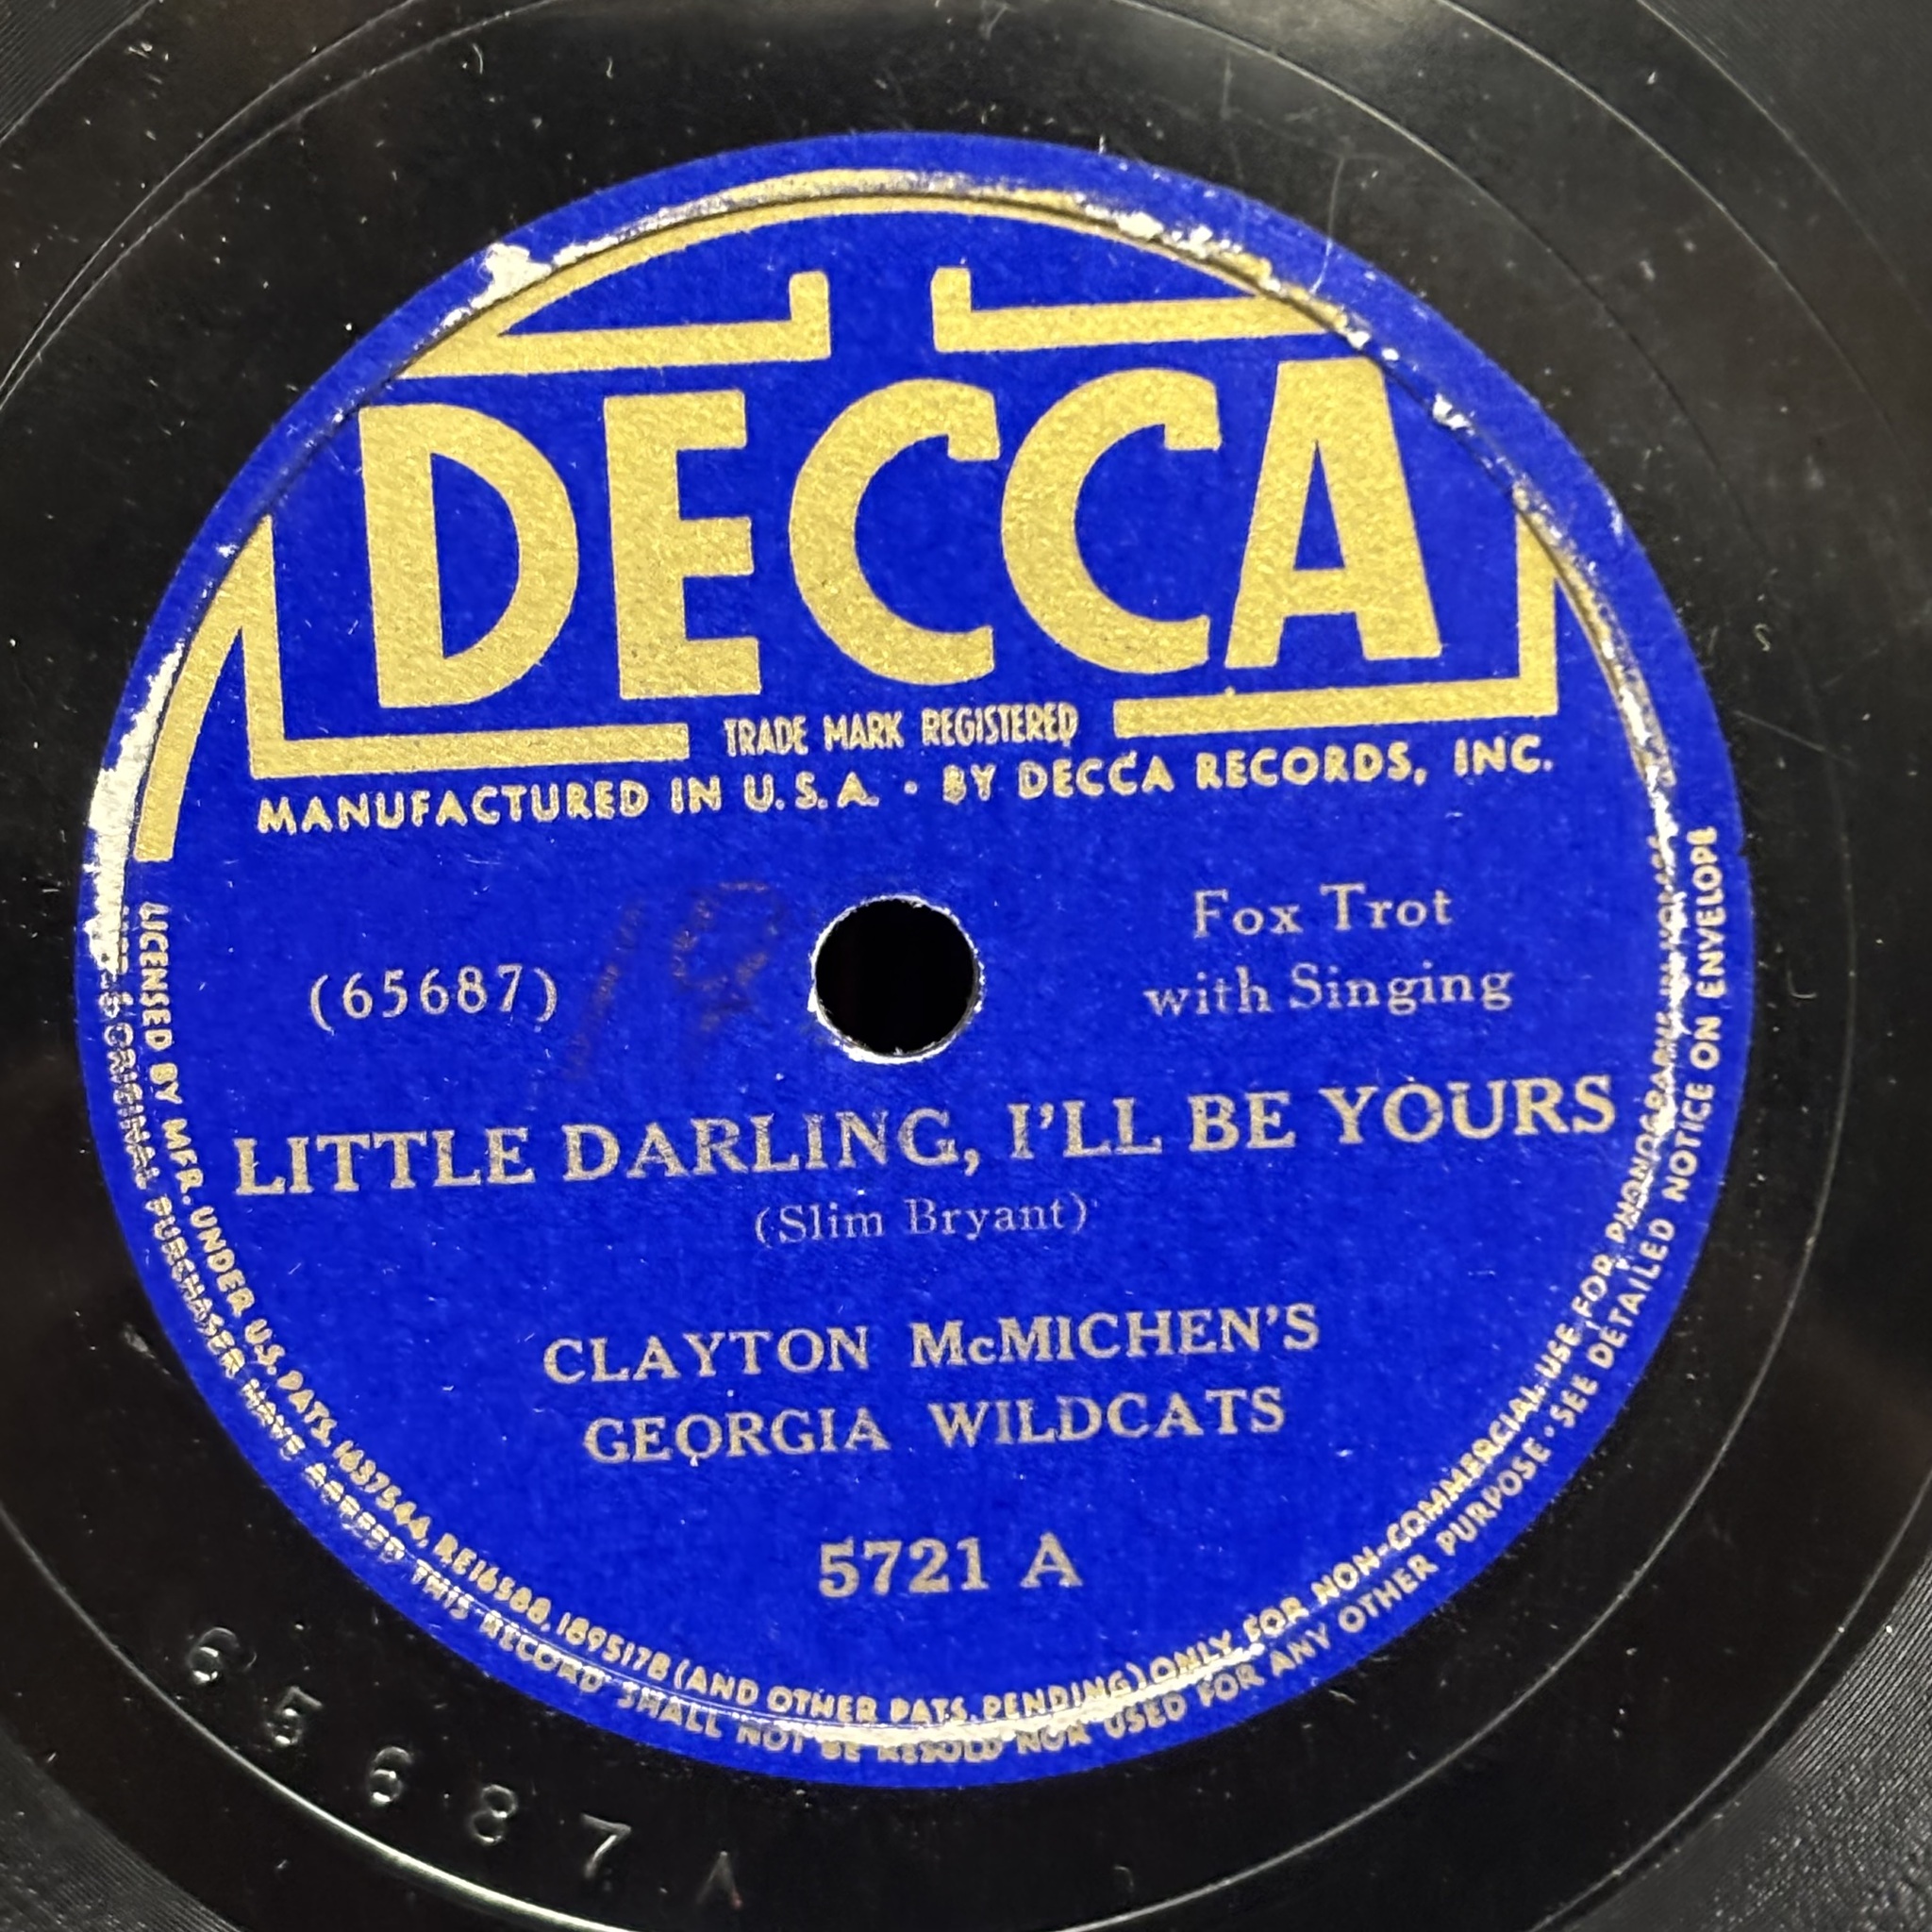 DECCA
TRADE MARK REGISTERED
MANUFACTURED IN U.S.A. • BY DECCA RECORDS, INC.
(65687)
Fox Trot
with Singing
LITTLE DARLING, I'LL BE YOURS
(Slim Bryant)
CLAYTON McMICHEN'S
GEORGIA WILDCATS
5721 A
LICENSED BY MFR. UNDER U.S. PATS. 1637544, RE16588, 1895178 (AND OTHER PATS. PENDING) ONLY FOR NON-COMMERCIAL USE FOR PHONOGRAPHS IN HOMES
ORIGINAL PURCHASER HAVE AGREED THIS RECORD SHALL NOT BE RESOLD NOR USED FOR ANY OTHER PURPOSE • SEE DETAILED NOTICE ON ENVELOPE
65687A